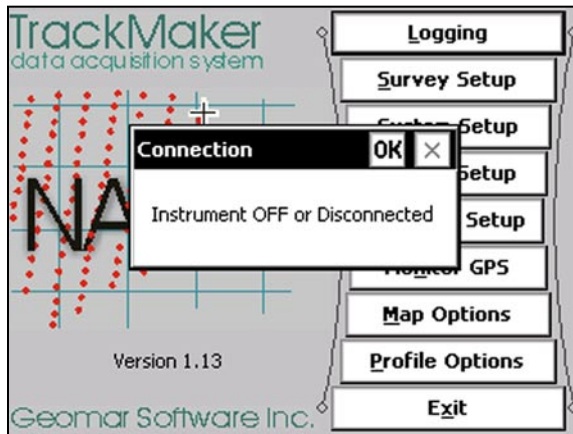 TrackMaker
data acquisition system
NA
Version 1.13
Geomar Software Inc.
Logging
Survey Setup
Setup
Setup
Setup
GPS
Map Options
Profile Options
Exit
Connection OK ×
Instrument OFF or Disconnected